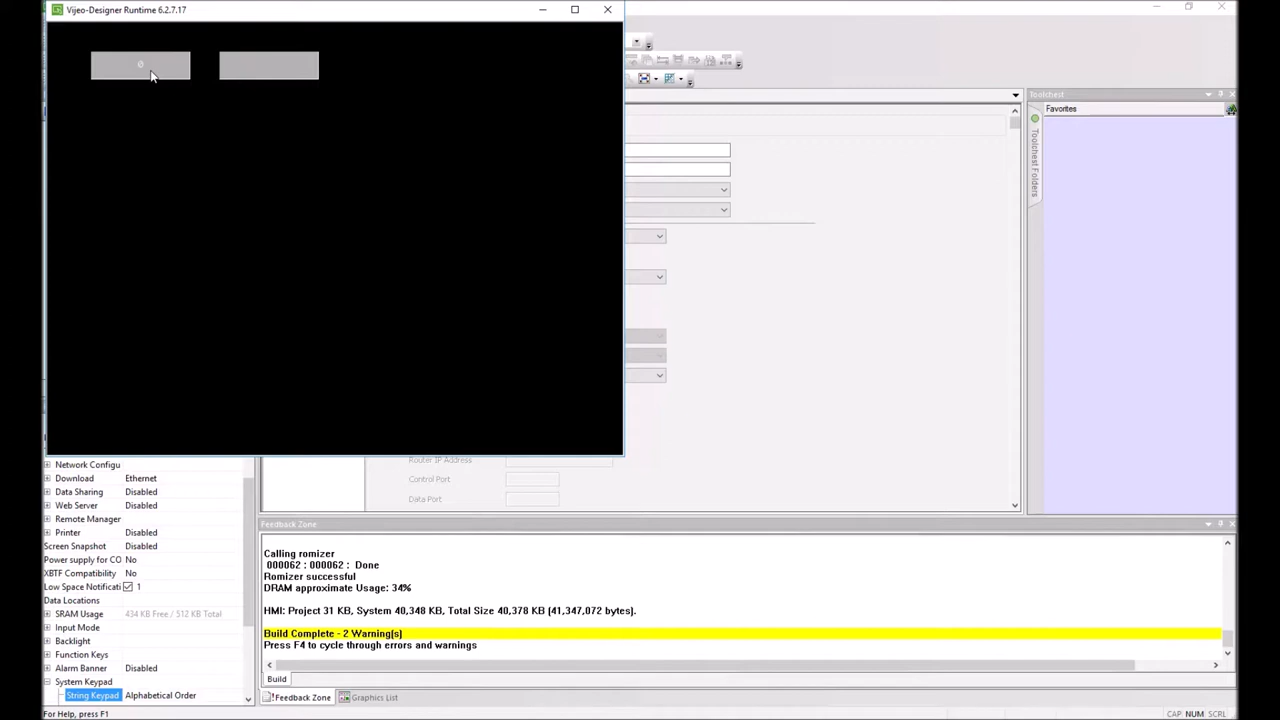 Vijeo-Designer Runtime 6.2.7.17
0
Toolchest
Favorites
Toolchest Folders
Router IP Address
Control Port
Data Port
Network Configu
Download Ethernet
Data Sharing Disabled
Web Server Disabled
Remote Manager
Printer Disabled
Screen Snapshot Disabled
Power supply for CO No
XBTF Compatibility No
Low Space Notificati 1
Data Locations
SRAM Usage 434 KB Free / 512 KB Total
Input Mode
Backlight
Function Keys
Alarm Banner Disabled
System Keypad
String Keypad Alphabetical Order
Feedback Zone
Calling romizer
000062 : 000062 : Done
Romizer successful
DRAM approximate Usage: 34%
HMI: Project 31 KB, System 40,348 KB, Total Size 40,378 KB (41,347,072 bytes).
Build Complete - 2 Warning(s)
Press F4 to cycle through errors and warnings
Build
!Feedback Zone Graphics List
For Help, press F1
CAP NUM SCRL